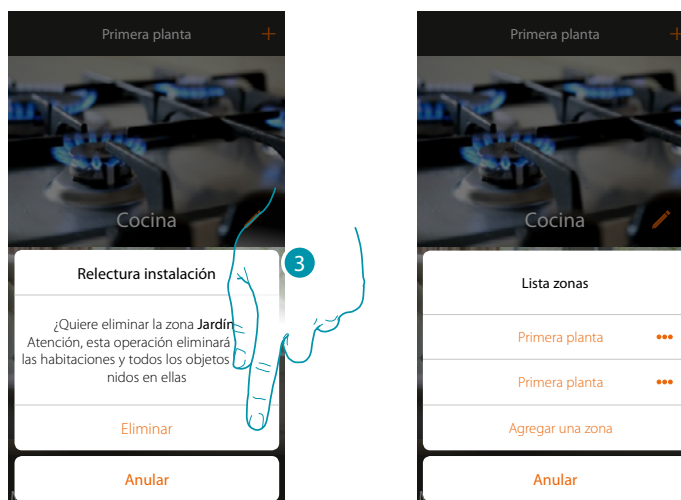 Primera planta
Cocina
Relectura instalación
¿Quiere eliminar la zona Jardín
Atención, esta operación eliminará
las habitaciones y todos los objetos
nidos en ellas
Eliminar
Anular
3
Primera planta
Cocina
Lista zonas
Primera planta
Primera planta
Agregar una zona
Anular